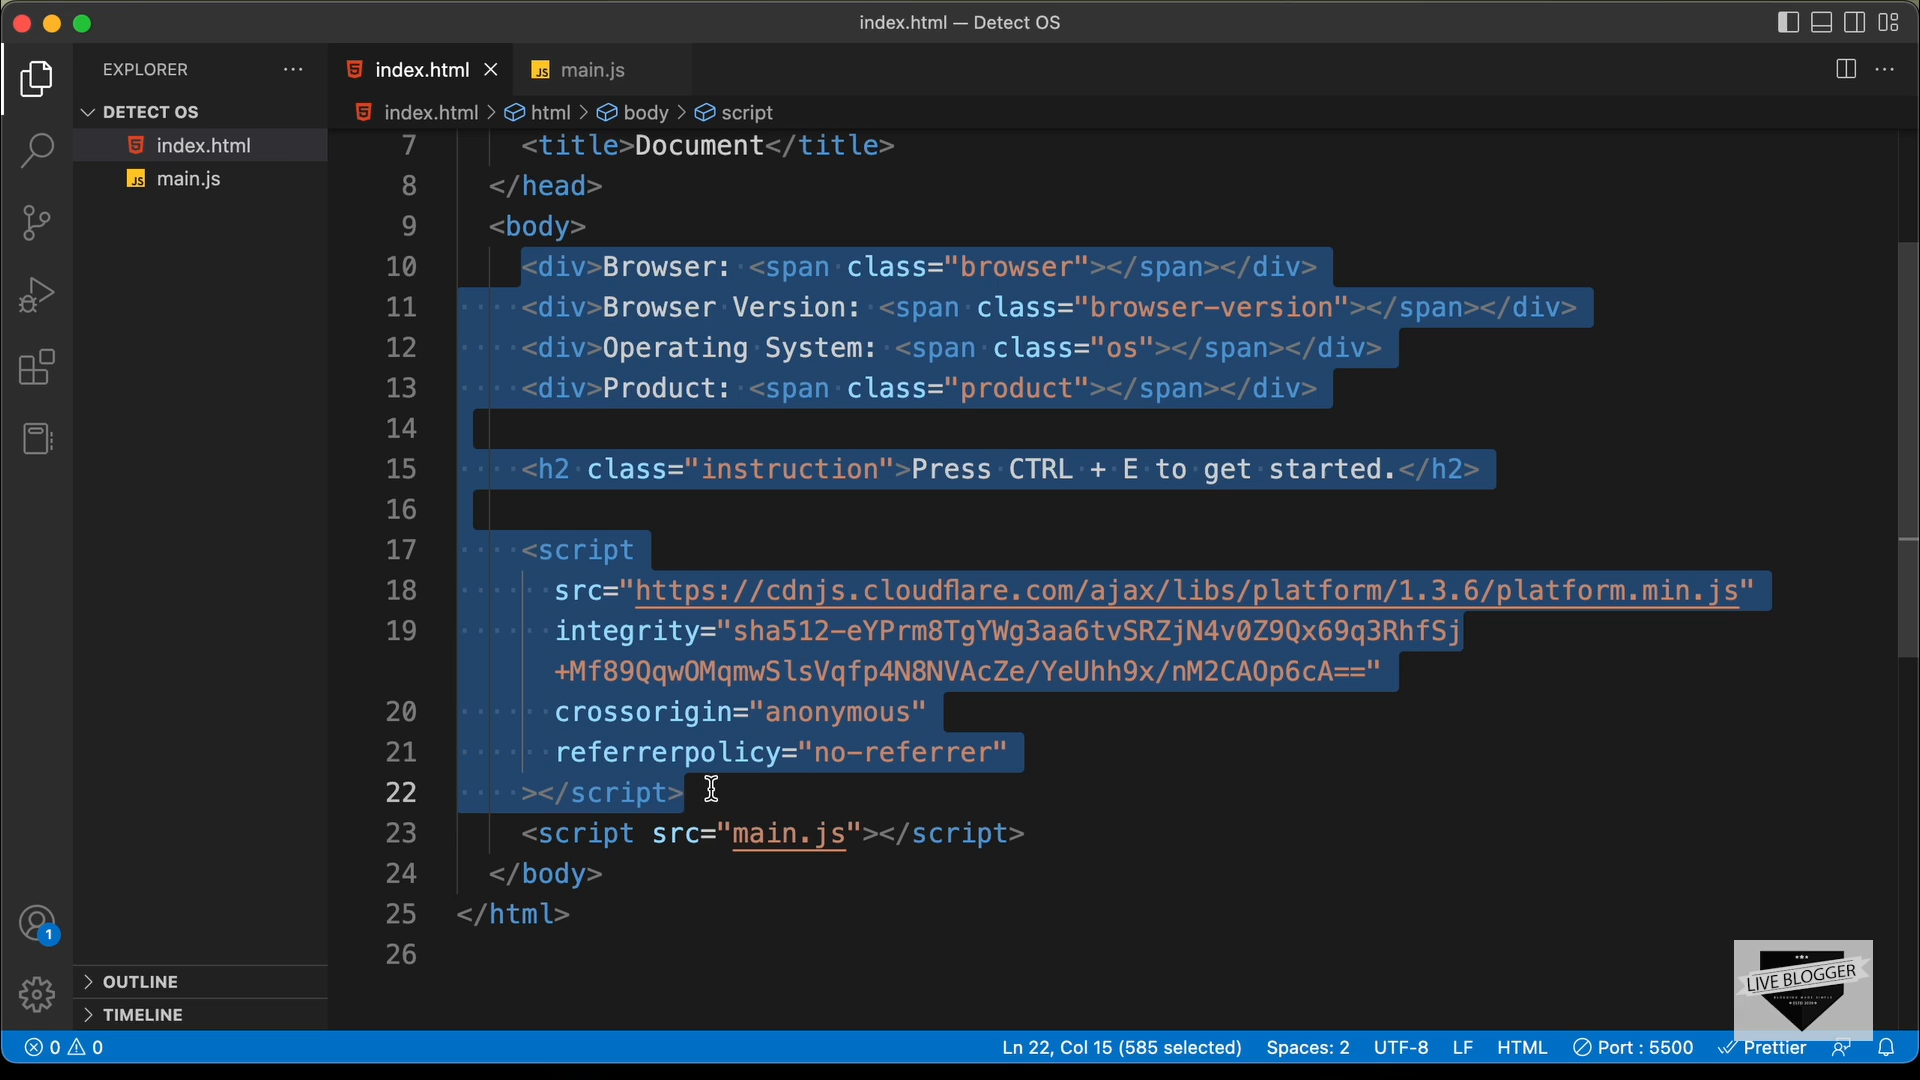 index.html — Detect OS
EXPLORER
DETECT OS
index.html
main.js
OUTLINE
TIMELINE
index.html
main.js
index.html > html > body > script
7 <title>Document</title>
8 </head>
9 <body>
10 <div>Browser: <span class="browser"></span></div>
11 <div>Browser Version: <span class="browser-version"></span></div>
12 <div>Operating System: <span class="os"></span></div>
13 <div>Product: <span class="product"></span></div>
14
15 <h2 class="instruction">Press CTRL + E to get started.</h2>
16
17 <script
18 src="https://cdnjs.cloudflare.com/ajax/libs/platform/1.3.6/platform.min.js"
19 integrity="sha512-eYPrm8TgYWg3aa6tvSRZjN4v0Z9Qx69q3RhfSj
+Mf89QqwOMqmwSlsVqfp4N8NVAcZe/YeUhh9x/nM2CAOp6cA=="
20 crossorigin="anonymous"
21 referrerpolicy="no-referrer"
22 ></script>
23 <script src="main.js"></script>
24 </body>
25 </html>
26
1
LIVE BLOGGER
0 0
Ln 22, Col 15 (585 selected)
Spaces: 2
UTF-8
LF
HTML
Port : 5500
Prettier